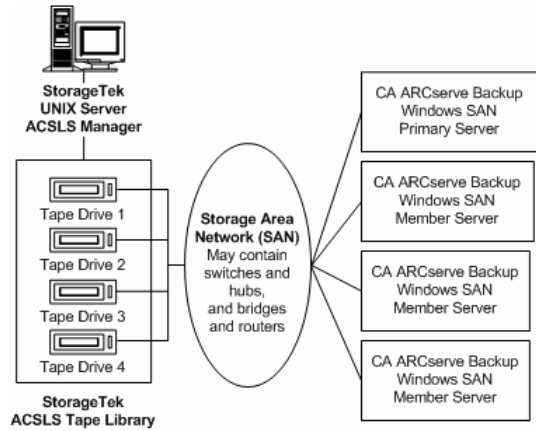 StorageTek
UNIX Server
ACSLS Manager
Tape Drive 1
Tape Drive 2
Tape Drive 3
Tape Drive 4
StorageTek
ACSLS Tape Library
Storage Area
Network (SAN)
May contain
switches and
hubs,
and bridges
and routers
CA ARCserve Backup
Windows SAN
Primary Server
CA ARCserve Backup
Windows SAN
Member Server
CA ARCserve Backup
Windows SAN
Member Server
CA ARCserve Backup
Windows SAN
Member Server